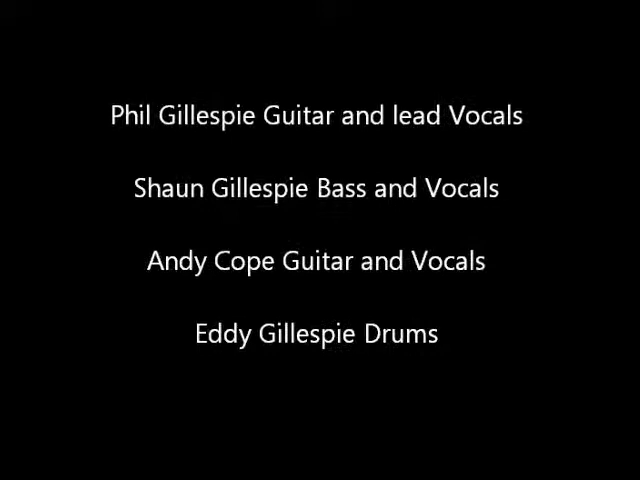 Phil Gillespie Guitar and lead Vocals
Shaun Gillespie Bass and Vocals
Andy Cope Guitar and Vocals
Eddy Gillespie Drums